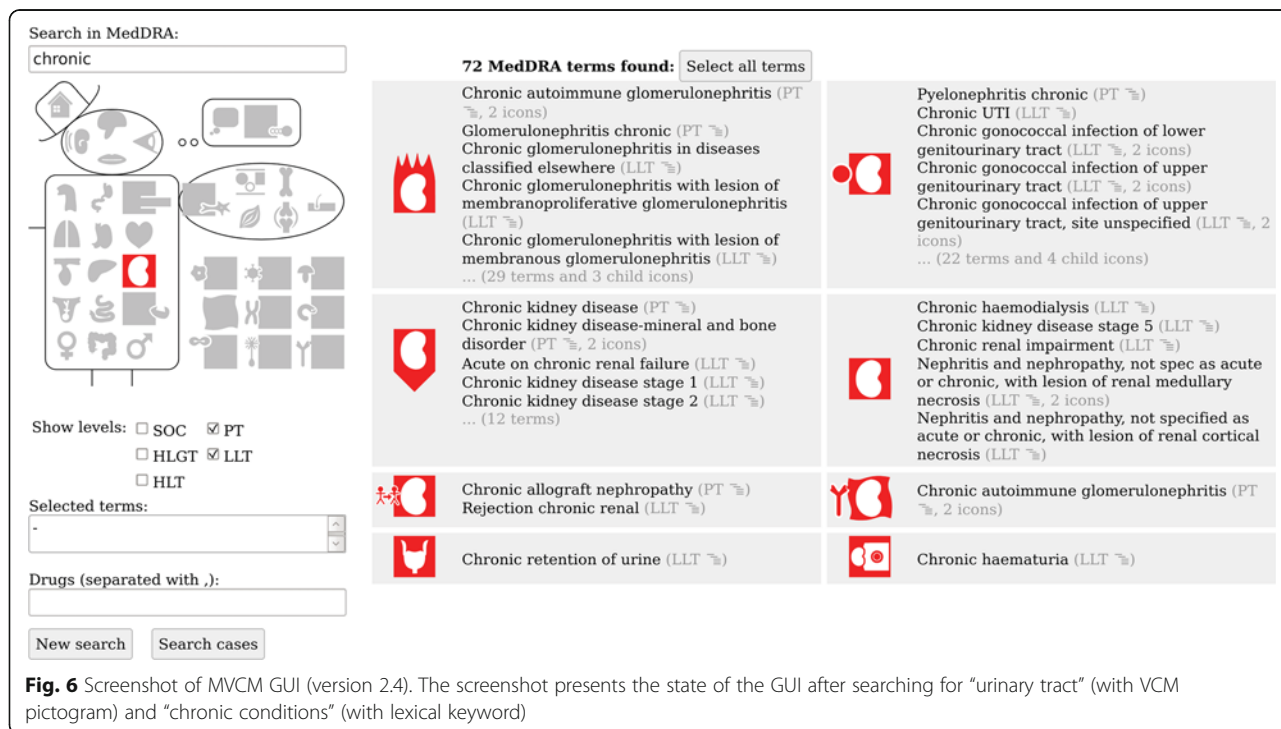 Search in MedDRA:
chronic
72 MedDRA terms found: Select all terms
Chronic autoimmune glomerulonephritis (PT
, 2 icons)
Glomerulonephritis chronic (PT )
Chronic glomerulonephritis in diseases
classified elsewhere (LLT )
Chronic glomerulonephritis with lesion of
membranoproliferative glomerulonephritis
(LLT )
Chronic glomerulonephritis with lesion of
membranous glomerulonephritis (LLT )
... (29 terms and 3 child icons)
Pyelonephritis chronic (PT )
Chronic UTI (LLT )
Chronic gonococcal infection of lower
genitourinary tract (LLT , 2 icons)
Chronic gonococcal infection of upper
genitourinary tract (LLT , 2 icons)
Chronic gonococcal infection of upper
genitourinary tract, site unspecified (LLT , 2
icons)
... (22 terms and 4 child icons)
Chronic kidney disease (PT )
Chronic kidney disease-mineral and bone
disorder (PT , 2 icons)
Acute on chronic renal failure (LLT )
Chronic kidney disease stage 1 (LLT )
Chronic kidney disease stage 2 (LLT )
... (12 terms)
Chronic haemodialysis (LLT )
Chronic kidney disease stage 5 (LLT )
Chronic renal impairment (LLT )
Nephritis and nephropathy, not spec as acute
or chronic, with lesion of renal medullary
necrosis (LLT , 2 icons)
Nephritis and nephropathy, not specified as
acute or chronic, with lesion of renal cortical
necrosis (LLT )
Chronic allograft nephropathy (PT )
Rejection chronic renal (LLT )
Chronic autoimmune glomerulonephritis (PT
, 2 icons)
Chronic retention of urine (LLT )
Chronic haematuria (LLT )
Show levels: SOC PT
HLGT LLT
HLT
Selected terms:
-
Drugs (separated with ,):
New search Search cases
Fig. 6 Screenshot of MVCM GUI (version 2.4). The screenshot presents the state of the GUI after searching for “urinary tract” (with VCM
pictogram) and “chronic conditions” (with lexical keyword)